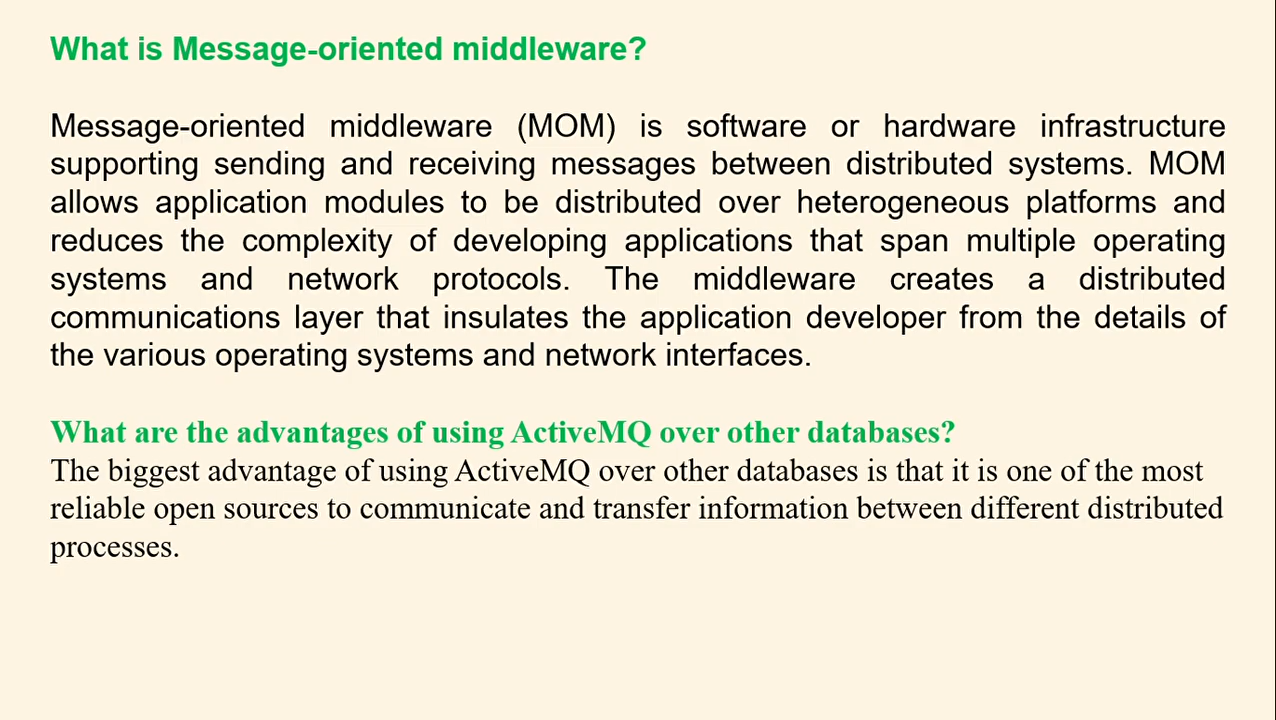 What is Message-oriented middleware?
Message-oriented middleware (MOM) is software or hardware infrastructure
supporting sending and receiving messages between distributed systems. MOM
allows application modules to be distributed over heterogeneous platforms and
reduces the complexity of developing applications that span multiple operating
systems and network protocols. The middleware creates a distributed
communications layer that insulates the application developer from the details of
the various operating systems and network interfaces.
What are the advantages of using ActiveMQ over other databases?
The biggest advantage of using ActiveMQ over other databases is that it is one of the most
reliable open sources to communicate and transfer information between different distributed
processes.